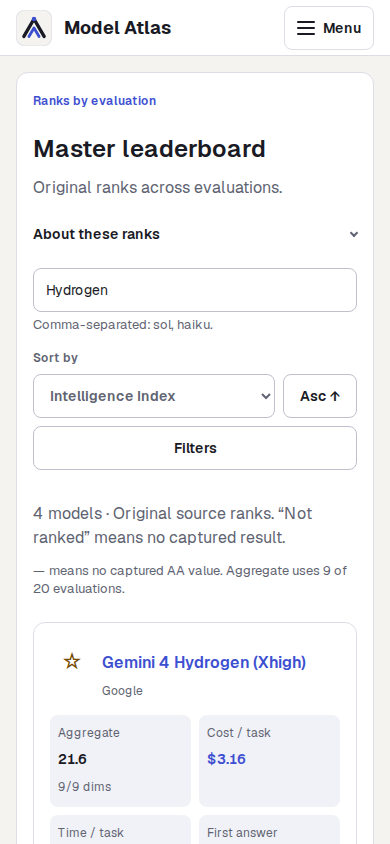 Model Atlas
Menu
Ranks by evaluation
Master leaderboard
Original ranks across evaluations.
About these ranks
Hydrogen
Comma-separated: sol, haiku.
Sort by
Intelligence Index
Asc ↑
Filters
4 models · Original source ranks. “Not
ranked” means no captured result.
— means no captured AA value. Aggregate uses 9 of
20 evaluations.
☆ Gemini 4 Hydrogen (Xhigh)
Google
Aggregate
21.6
9/9 dims
Cost / task
$3.16
Time / task
First answer